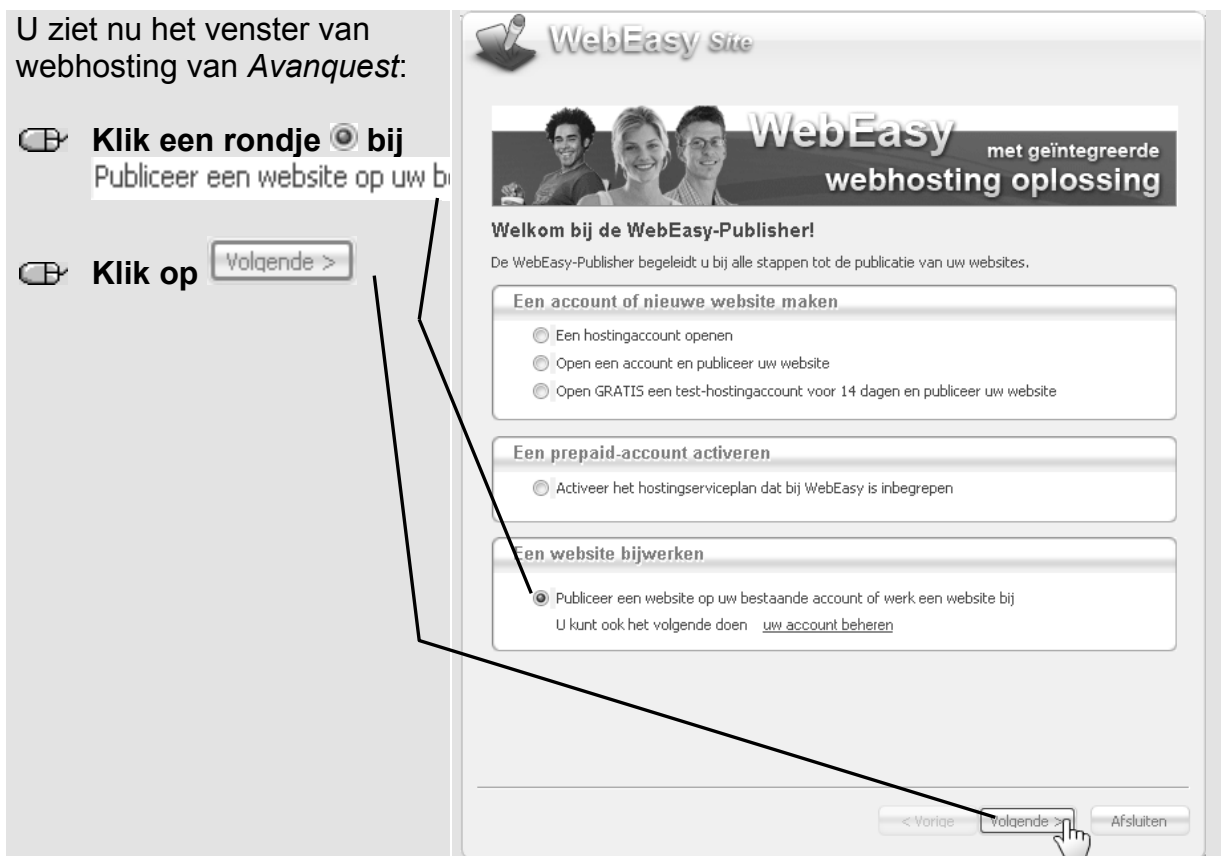 U ziet nu het venster van
webhosting van Avanquest:
Klik een rondje bij
Publiceer een website op uw
Klik op Volgende >
WebEasy Site
WebEasy
met geïntegreerde
webhosting oplossing
Welkom bij de WebEasy-Publisher!
De WebEasy-Publisher begeleidt u bij alle stappen tot de publicatie van uw websites.
Een account of nieuwe website maken
Een hostingaccount openen
Open een account en publiceer uw website
Open GRATIS een test-hostingaccount voor 14 dagen en publiceer uw website
Een prepaid-account activeren
Activeer het hostingserviceplan dat bij WebEasy is inbegrepen
Een website bijwerken
Publiceer een website op uw bestaande account of werk een website bij
U kunt ook het volgende doen uw account beheren
< Vorige Volgende > Afsluiten